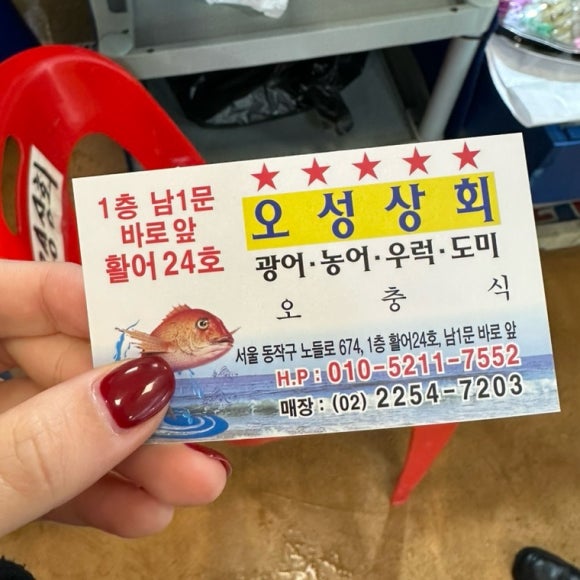 1층 남1문
바로앞
활어24호
★★★★★
오성상회
광어·농어·우럭·도미
오 충 식
서울 동작구 노들로 674, 1층 활어24호, 남1문 바로 앞
H.P : 010-5211-7552
매장 : (02) 2254-7203